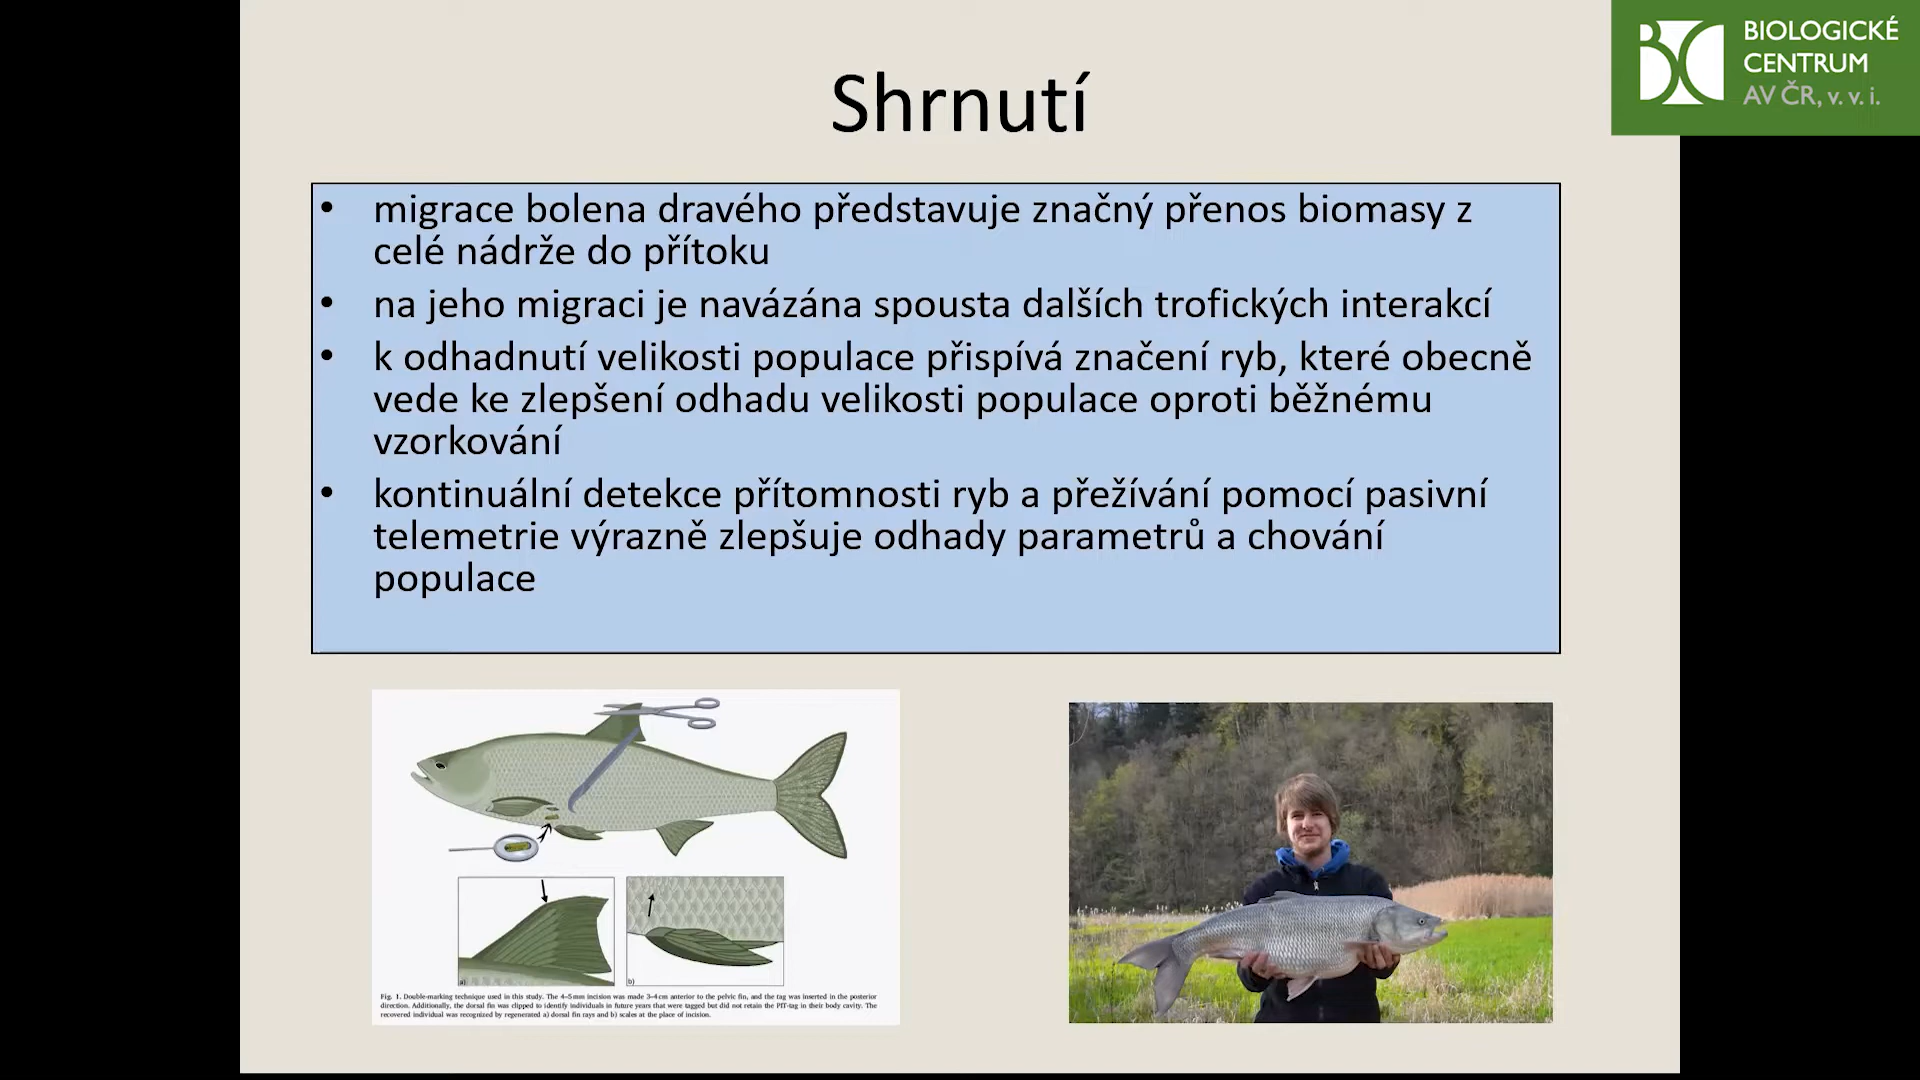 BIOLOGICKÉ
CENTRUM
AV ČR, v. v. i.
Shrnutí
• migrace bolena dravého představuje značný přenos biomasy z
celé nádrže do přítoku
• na jeho migraci je navázána spousta dalších trofických interakcí
• k odhadnutí velikosti populace přispívá značení ryb, které obecně
vede ke zlepšení odhadu velikosti populace oproti běžnému
vzorkování
• kontinuální detekce přítomnosti ryb a přežívání pomocí pasivní
telemetrie výrazně zlepšuje odhady parametrů a chování
populace
a)
b)
Fig. 1. Double-marking technique used in this study. The 4–5 mm incision was made 3–4 cm anterior to the pelvic fin, and the tag was inserted in the posterior
direction. Additionally, the dorsal fin was clipped to identify individuals in future years that were tagged but did not retain the PIT-tag in their body cavity. The
recovered individual was recognized by regenerated a) dorsal fin rays and b) scales at the place of incision.